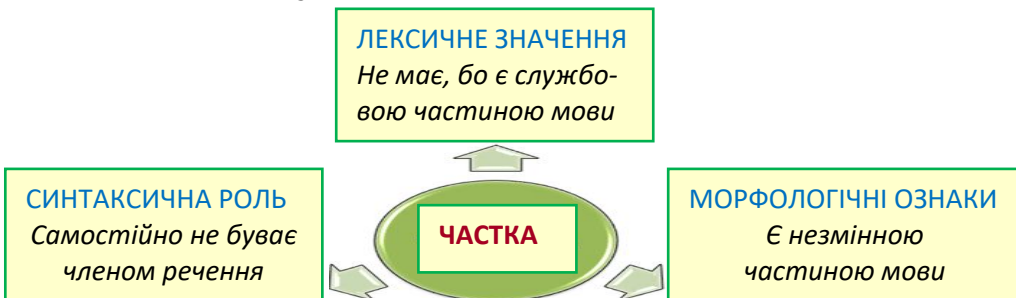 ЛЕКСИЧНЕ ЗНАЧЕННЯ
Не має, бо є службо-
вою частиною мови
СИНТАКСИЧНА РОЛЬ
Самостійно не буває
членом речення
ЧАСТКА
МОРФОЛОГІЧНІ ОЗНАКИ
Є незмінною
частиною мови